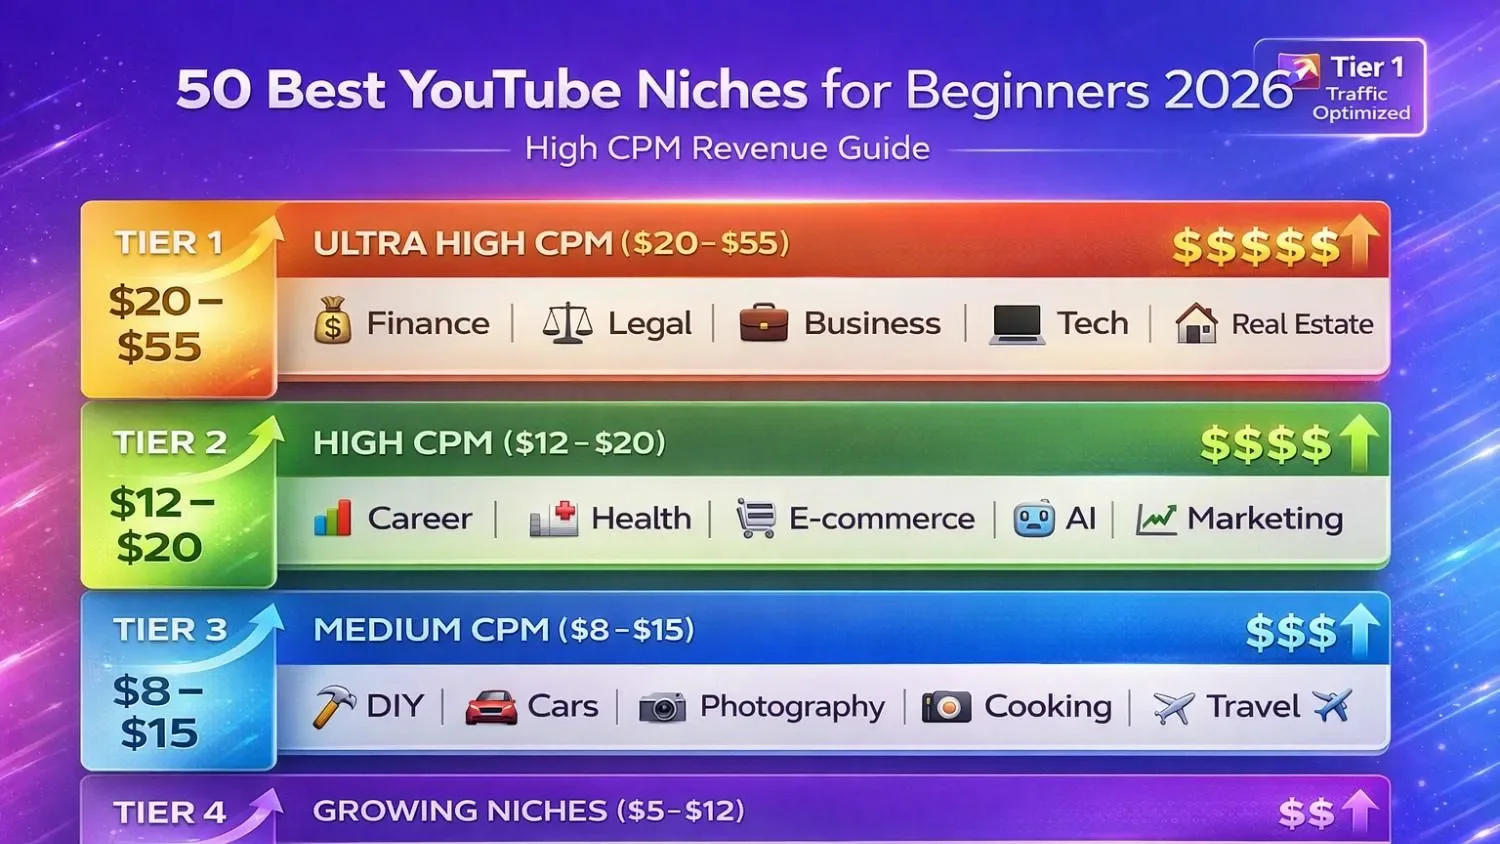 50 Best YouTube Niches for Beginners 2026
Tier 1
Traffic
Optimized
High CPM Revenue Guide
TIER 1
$20–
$55
ULTRA HIGH CPM ($20–$55)
$$$$$
$
Finance | Legal | Business | Tech | Real Estate
TIER 2
$12–
$20
HIGH CPM ($12–$20)
$$$$
Career | Health | E-commerce | AI | Marketing
TIER 3
$8–
$15
MEDIUM CPM ($8–$15)
$$$
DIY | Cars | Photography | Cooking | Travel
TIER 4
GROWING NICHES ($5–$12)
$$